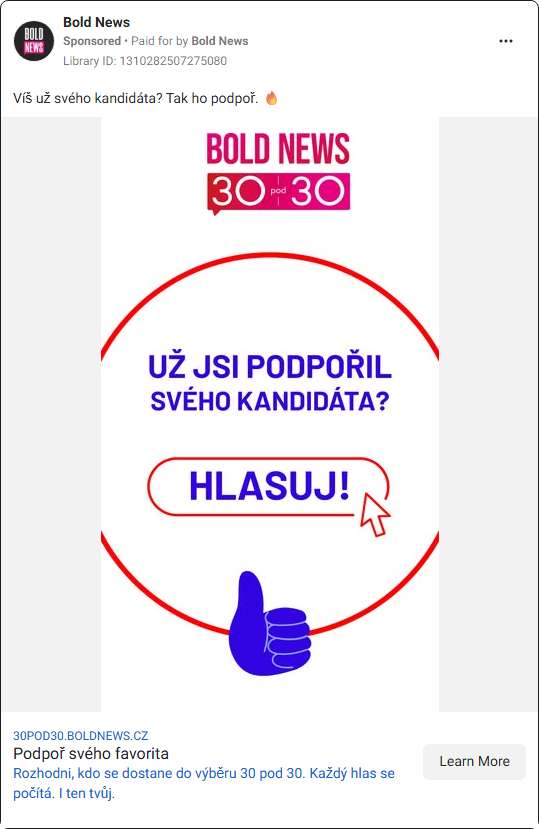 BOLD
NEWS
Bold News
Sponsored • Paid for by Bold News
Library ID: 1310282507275080
Víš už svého kandidáta? Tak ho podpoř. 🔥
BOLD NEWS
30 pod 30
UŽ JSI PODPOŘIL
SVÉHO KANDIDÁTA?
HLASUJ!
30POD30.BOLDNEWS.CZ
Podpoř svého favorita
Rozhodni, kdo se dostane do výběru 30 pod 30. Každý hlas se
počítá. I ten tvůj.
Learn More